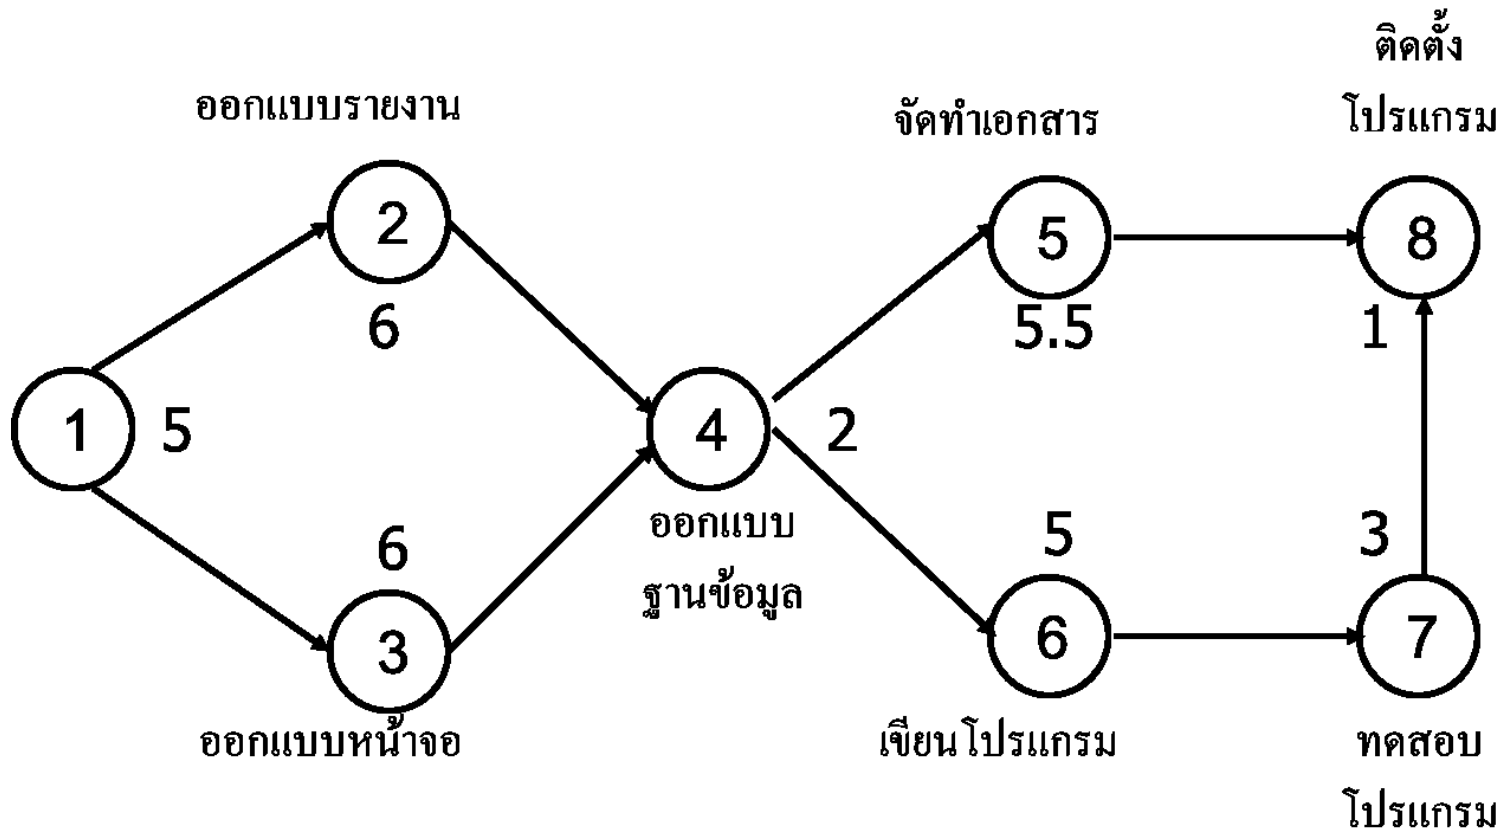 ติดตั้ง
โปรแกรม
ออกแบบรายงาน
จัดทำเอกสาร
2
5
8
6
5.5
1
1
5
4
2
6
ออกแบบ
ฐานข้อมูล
5
3
3
6
7
ออกแบบหน้าจอ
เขียนโปรแกรม
ทดสอบ
โปรแกรม